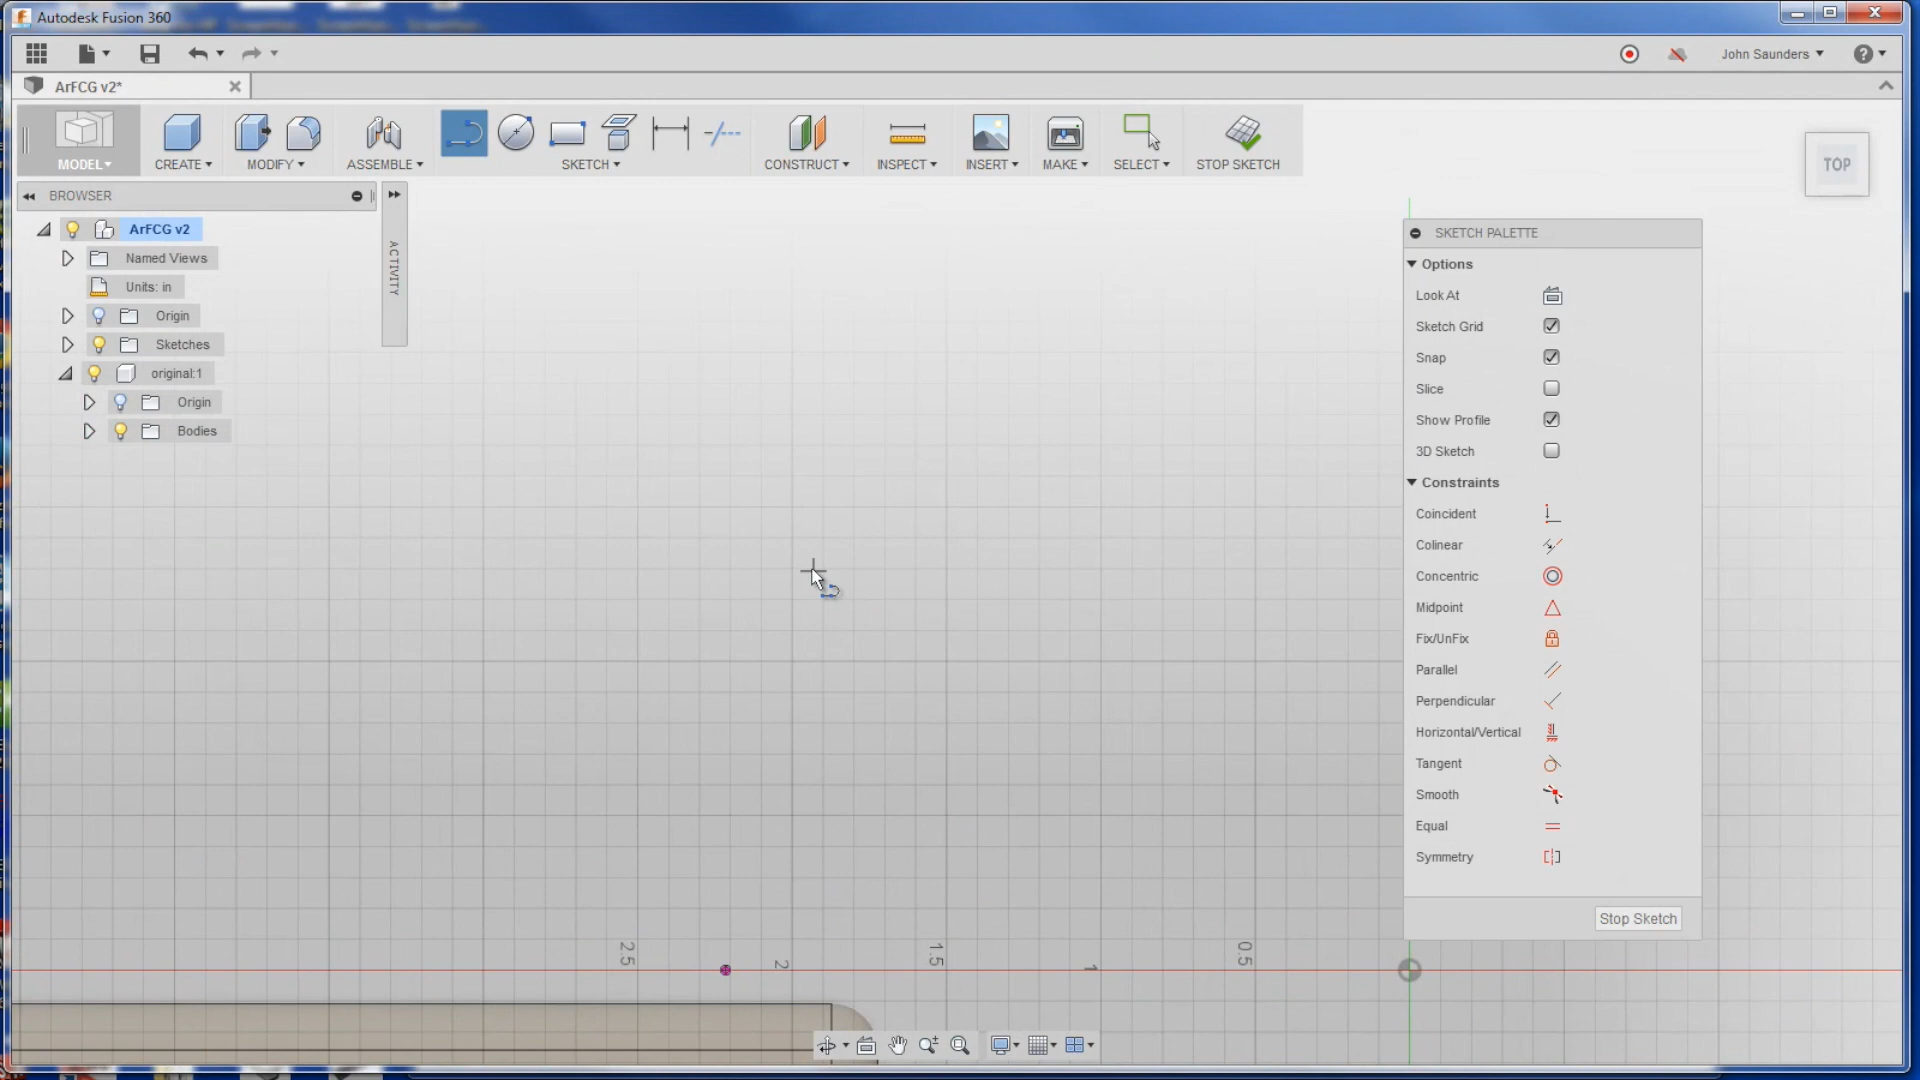 Autodesk Fusion 360
John Saunders
ArFCG v2*
MODEL
CREATE
MODIFY
ASSEMBLE
SKETCH
CONSTRUCT
INSPECT
INSERT
MAKE
SELECT
STOP SKETCH
TOP
BROWSER
ACTIVITY
ArFCG v2
Named Views
Units: in
Origin
Sketches
original:1
Origin
Bodies
SKETCH PALETTE
Options
Look At
Sketch Grid
Snap
Slice
Show Profile
3D Sketch
Constraints
Coincident
Colinear
Concentric
Midpoint
Fix/UnFix
Parallel
Perpendicular
Horizontal/Vertical
Tangent
Smooth
Equal
Symmetry
Stop Sketch
2.5
2
1.5
1
0.5